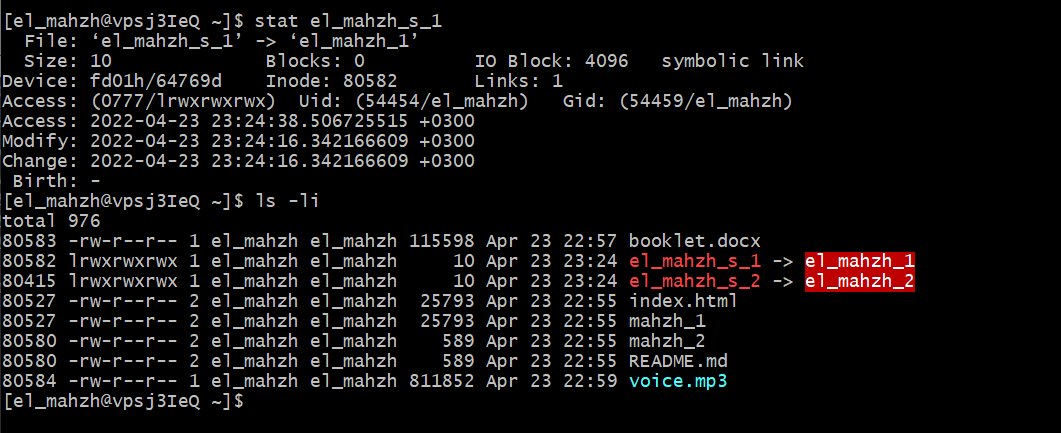 [el_mahzh@vpsj3IeQ ~]$ stat el_mahzh_s_1
  File: ‘el_mahzh_s_1’ -> ‘el_mahzh_1’
  Size: 10              Blocks: 0          IO Block: 4096   symbolic link
Device: fd01h/64769d    Inode: 80582       Links: 1
Access: (0777/lrwxrwxrwx)  Uid: (54454/el_mahzh)   Gid: (54459/el_mahzh)
Access: 2022-04-23 23:24:38.506725515 +0300
Modify: 2022-04-23 23:24:16.342166609 +0300
Change: 2022-04-23 23:24:16.342166609 +0300
 Birth: -
[el_mahzh@vpsj3IeQ ~]$ ls -li
total 976
80583 -rw-r--r-- 1 el_mahzh el_mahzh 115598 Apr 23 22:57 booklet.docx
80582 lrwxrwxrwx 1 el_mahzh el_mahzh     10 Apr 23 23:24 el_mahzh_s_1 -> el_mahzh_1
80415 lrwxrwxrwx 1 el_mahzh el_mahzh     10 Apr 23 23:24 el_mahzh_s_2 -> el_mahzh_2
80527 -rw-r--r-- 2 el_mahzh el_mahzh  25793 Apr 23 22:55 index.html
80527 -rw-r--r-- 2 el_mahzh el_mahzh  25793 Apr 23 22:55 mahzh_1
80580 -rw-r--r-- 2 el_mahzh el_mahzh    589 Apr 23 22:55 mahzh_2
80580 -rw-r--r-- 2 el_mahzh el_mahzh    589 Apr 23 22:55 README.md
80584 -rw-r--r-- 1 el_mahzh el_mahzh 811852 Apr 23 22:59 voice.mp3
[el_mahzh@vpsj3IeQ ~]$